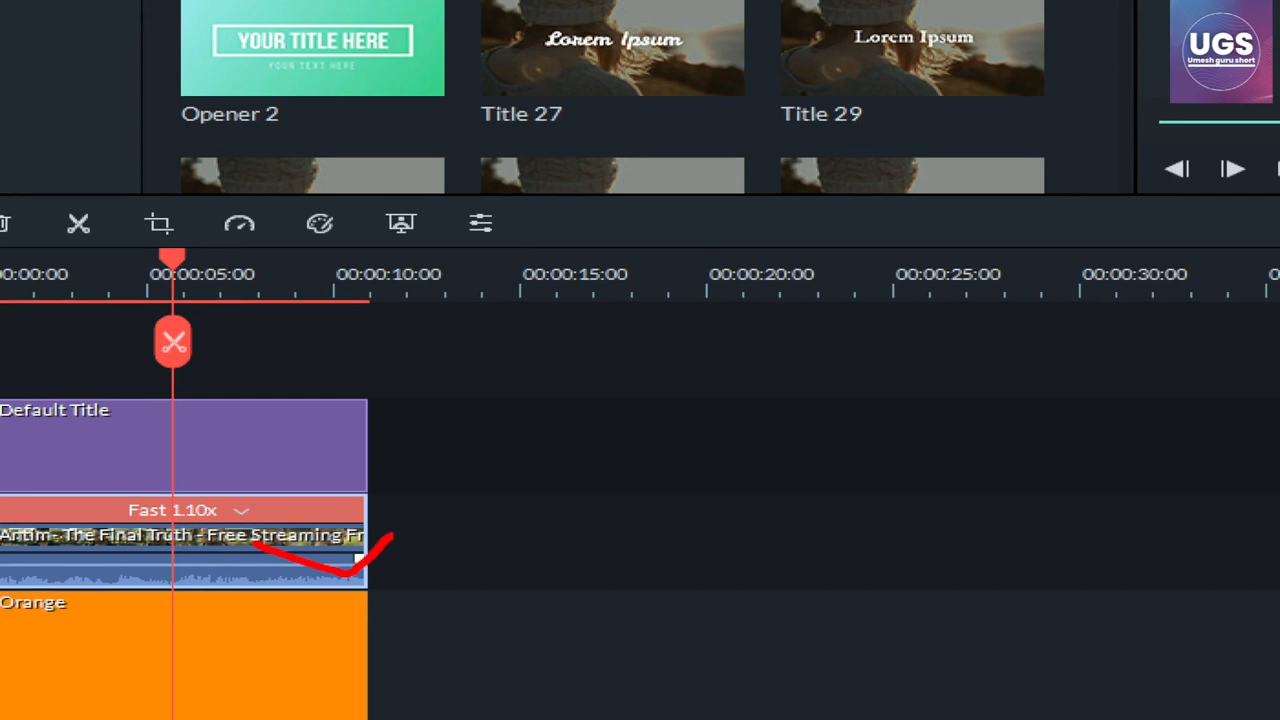 YOUR TITLE HERE
YOUR TEXT HERE
Lorem Ipsum
Lorem Ipsum
UGS
Umesh guru short
Opener 2
Title 27
Title 29
00:00:00
00:00:05:00
00:00:10:00
00:00:15:00
00:00:20:00
00:00:25:00
00:00:30:00
Default Title
Fast 1.10x
Antim - The Final Truth - Free Streaming Fr
Orange